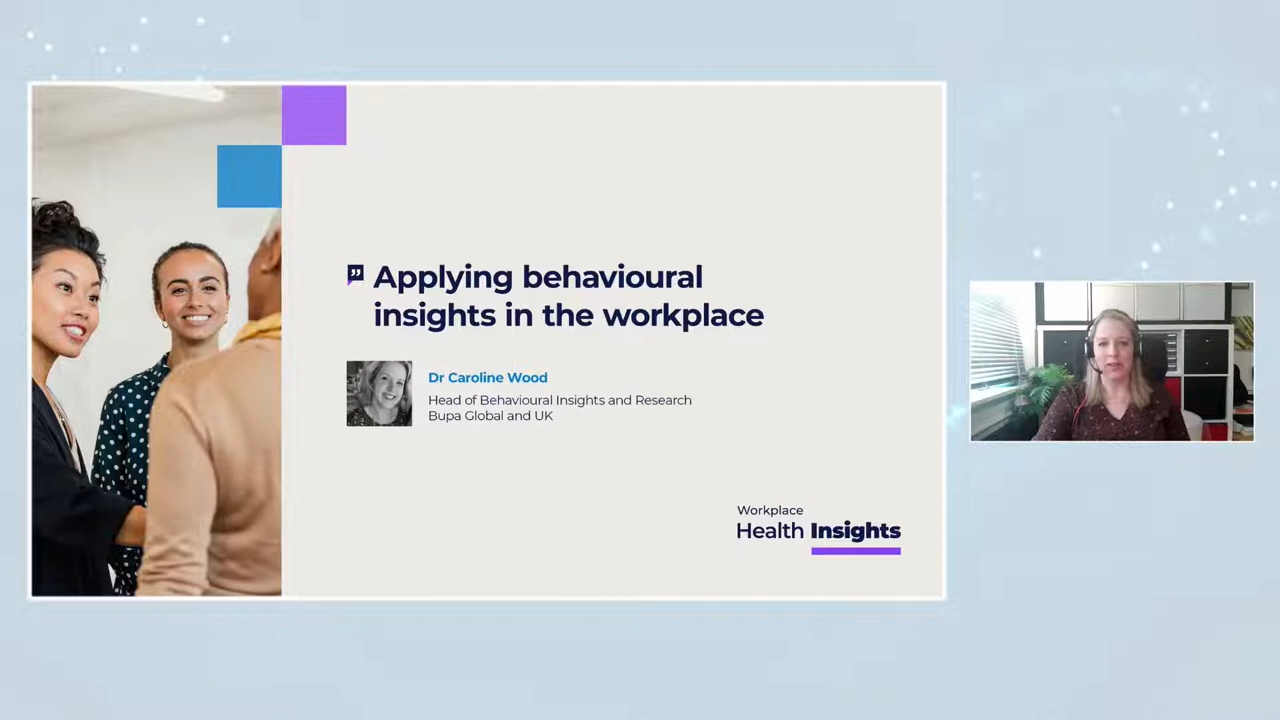 Applying behavioural
insights in the workplace
Dr Caroline Wood
Head of Behavioural Insights and Research
Bupa Global and UK
Workplace
Health Insights